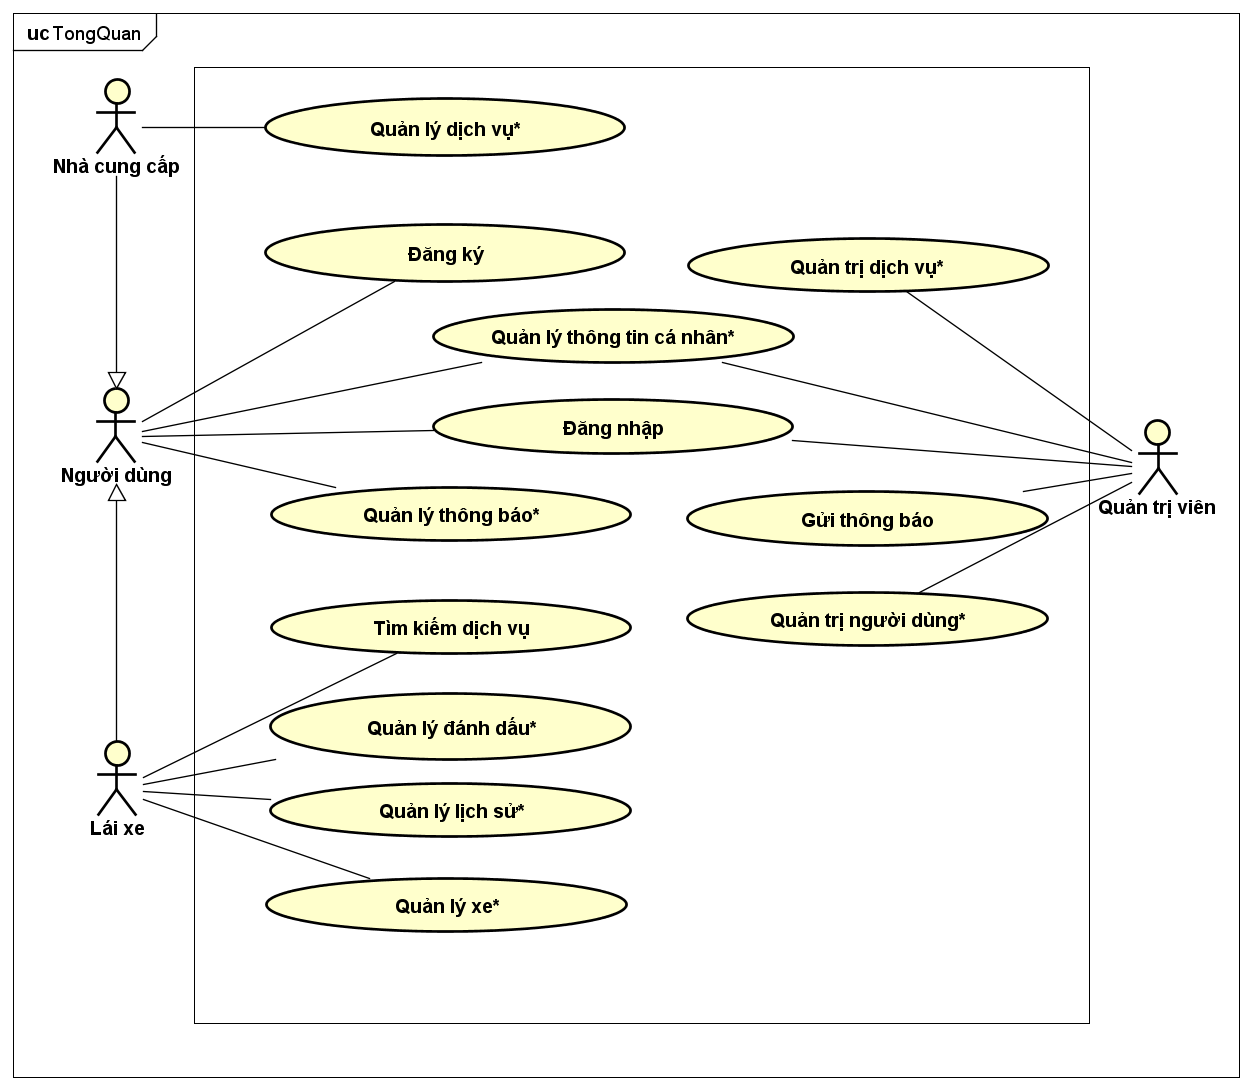 uc TongQuan
Nhà cung cấp
Quản lý dịch vụ*
Đăng ký
Quản trị dịch vụ*
Quản lý thông tin cá nhân*
Đăng nhập
Người dùng
Quản trị viên
Quản lý thông báo*
Gửi thông báo
Tìm kiếm dịch vụ
Quản trị người dùng*
Quản lý đánh dấu*
Quản lý lịch sử*
Lái xe
Quản lý xe*